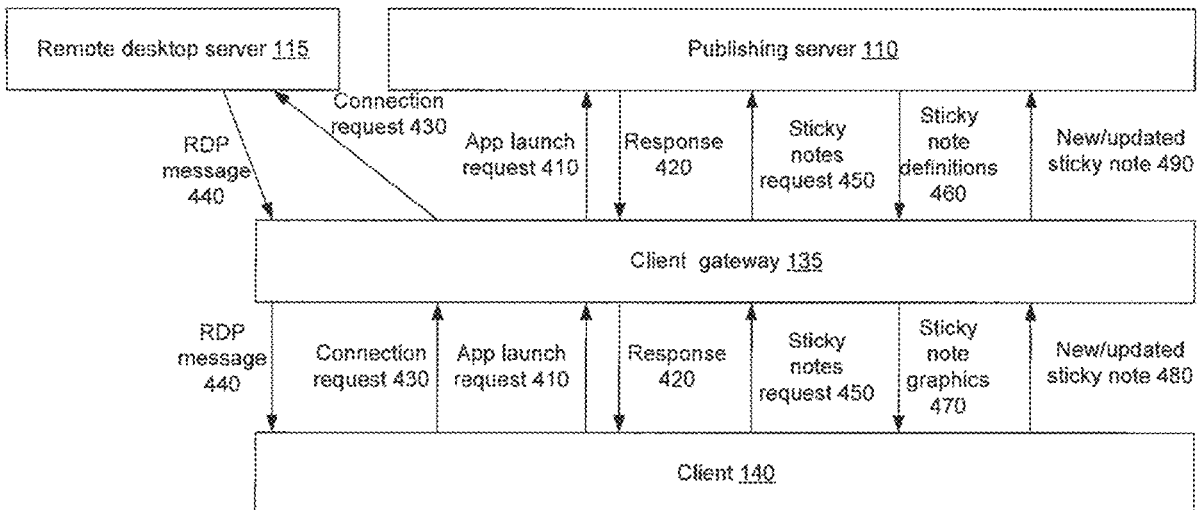 Remote desktop server 115
Publishing server 110
Connection
request 430
RDP
message
440
App launch
request 410
Response
420
Sticky
notes
request 450
Sticky
note
definitions
460
New/updated
sticky note 490
Client gateway 135
RDP
message
440
Connection
request 430
App launch
request 410
Response
420
Sticky
notes
request 450
Sticky
note
graphics
470
New/updated
sticky note 480
Client 140